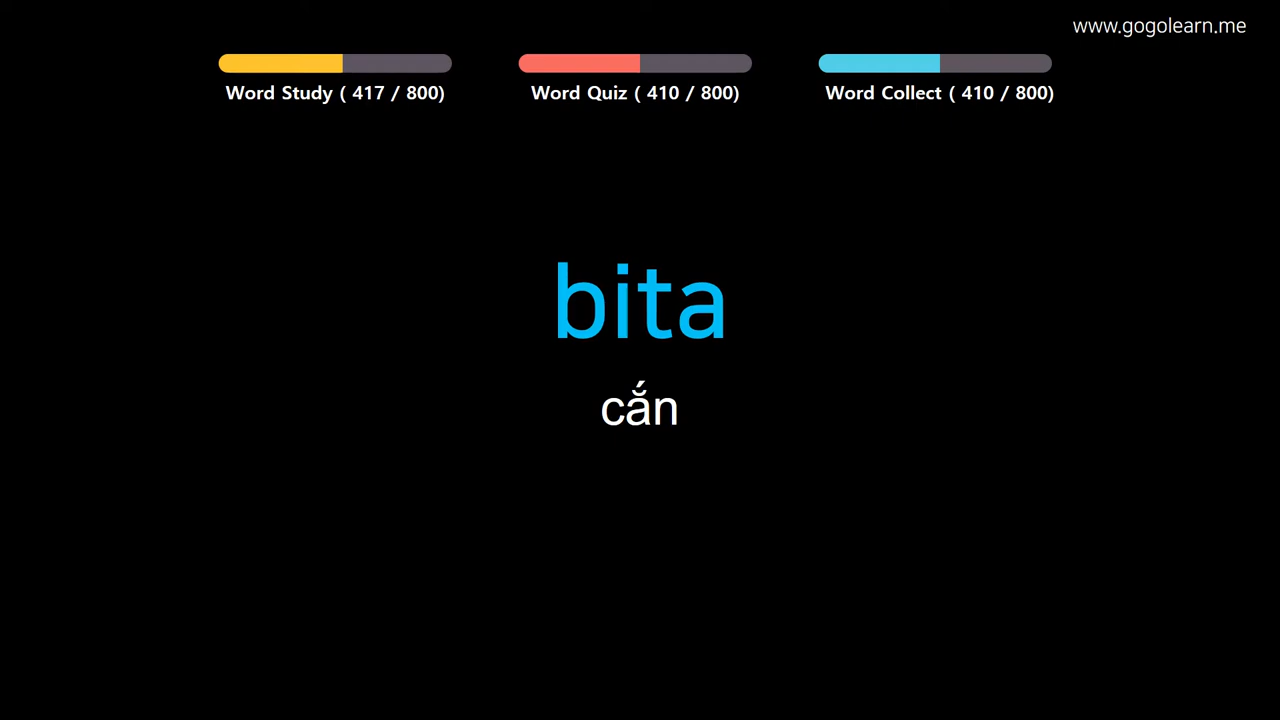 www.gogolearn.me
Word Study ( 417 / 800)
Word Quiz ( 410 / 800)
Word Collect ( 410 / 800)
bita
cắn